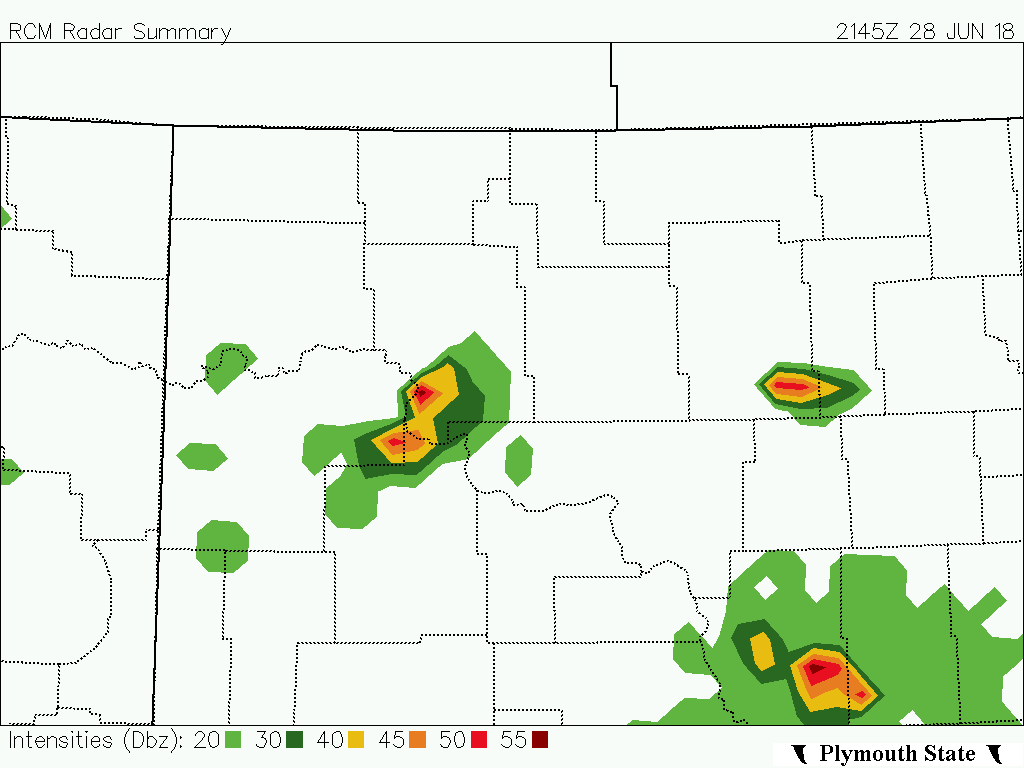 RCM Radar Summary 2145Z 28 JUN 18
Intensities (Dbz): 20 30 40 45 50 55
Plymouth State